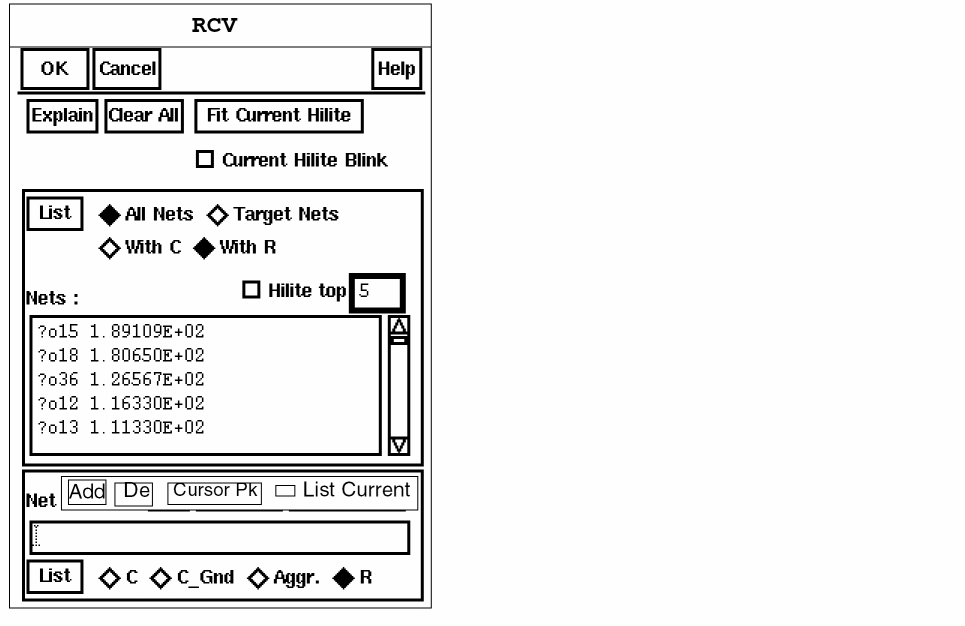 RCV
OK Cancel Help
Explain Clear All Fit Current Hilite
Current Hilite Blink
List All Nets Target Nets
With C With R
Nets : Hilite top 5
?o15 1.89109E+02
?o18 1.80650E+02
?o36 1.26567E+02
?o12 1.16330E+02
?o13 1.11330E+02
Net Add De Cursor Pk List Current
List C C_Gnd Aggr. R